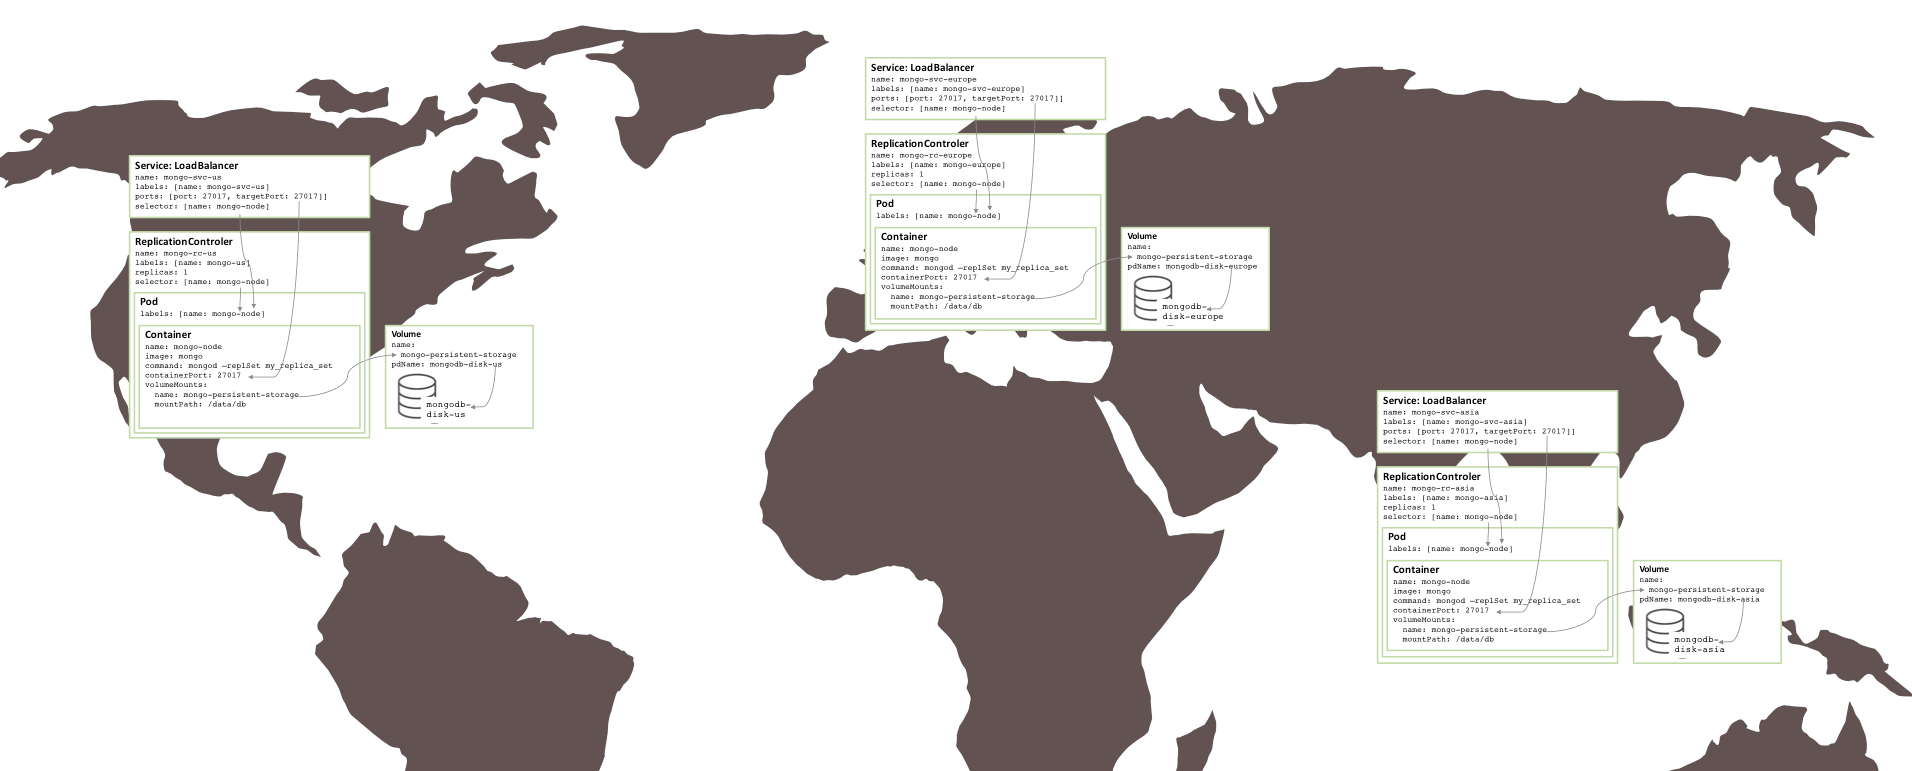 Service: LoadBalancer
name: mongo-svc-us
labels: [name: mongo-svc-us]
ports: [port: 27017, targetPort: 27017]]
selector: [name: mongo-node]
ReplicationControler
name: mongo-rc-us
labels: [name: mongo-us]
replicas: 1
selector: [name: mongo-node]
Pod
labels: [name: mongo-node]
Container
name: mongo-node
image: mongo
command: mongod –replSet my_replica_set
containerPort: 27017
volumeMounts:
name: mongo-persistent-storage
mountPath: /data/db
Volume
name:
mongo-persistent-storage
pdName: mongodb-disk-us
mongodb-
disk-us
Service: LoadBalancer
name: mongo-svc-europe
labels: [name: mongo-svc-europe]
ports: [port: 27017, targetPort: 27017]]
selector: [name: mongo-node]
ReplicationControler
name: mongo-rc-europe
labels: [name: mongo-europe]
replicas: 1
selector: [name: mongo-node]
Pod
labels: [name: mongo-node]
Container
name: mongo-node
image: mongo
command: mongod –replSet my_replica_set
containerPort: 27017
volumeMounts:
name: mongo-persistent-storage
mountPath: /data/db
Volume
name:
mongo-persistent-storage
pdName: mongodb-disk-europe
mongodb-
disk-europe
Service: LoadBalancer
name: mongo-svc-asia
labels: [name: mongo-svc-asia]
ports: [port: 27017, targetPort: 27017]]
selector: [name: mongo-node]
ReplicationControler
name: mongo-rc-asia
labels: [name: mongo-asia]
replicas: 1
selector: [name: mongo-node]
Pod
labels: [name: mongo-node]
Container
name: mongo-node
image: mongo
command: mongod –replSet my_replica_set
containerPort: 27017
volumeMounts:
name: mongo-persistent-storage
mountPath: /data/db
Volume
name:
mongo-persistent-storage
pdName: mongodb-disk-asia
mongodb-
disk-asia